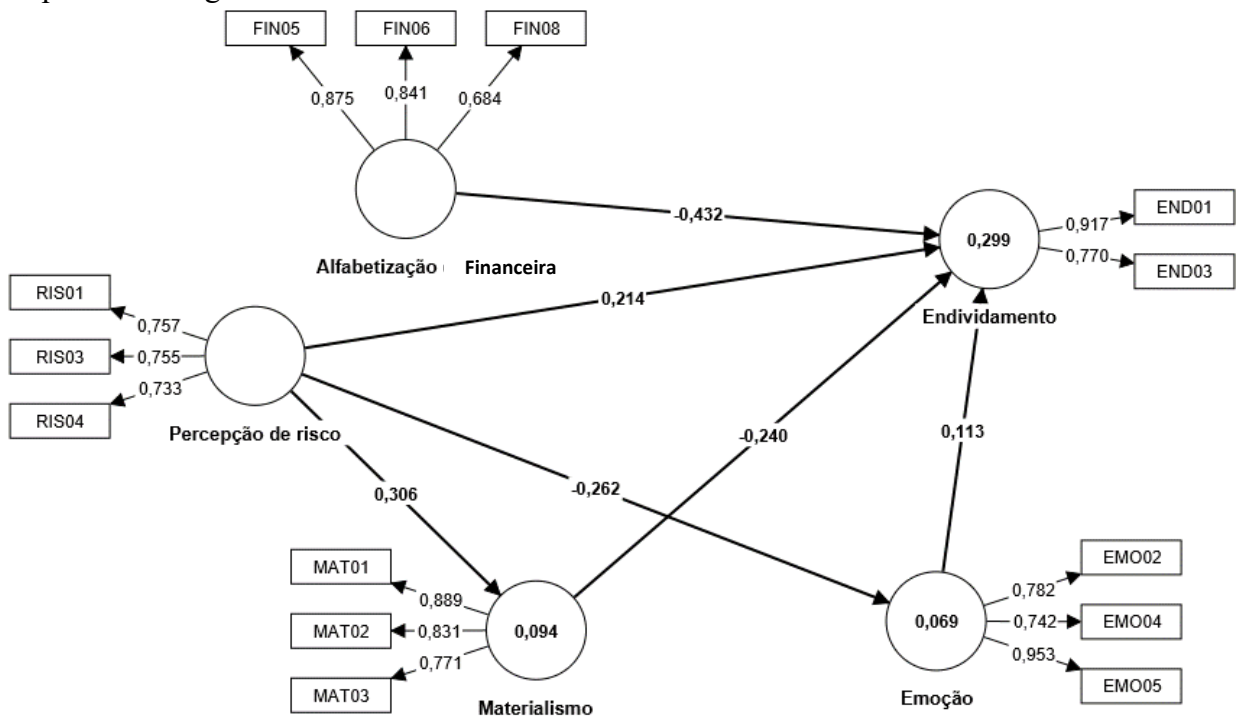 FIN05 FIN06 FIN08
0,875 0,841 0,684
-0,432
0,299
0,917 END01
0,770 END03
Alfabetização Financeira
Endividamento
RIS01
0,757
RIS03
0,755
RIS04
0,733
Percepção de risco
0,214
-0,240
0,113
0,306
-0,262
MAT01
0,889
MAT02
0,831
MAT03
0,771
0,094
Materialismo
0,069
0,782 EMO02
0,742 EMO04
0,953 EMO05
Emoção